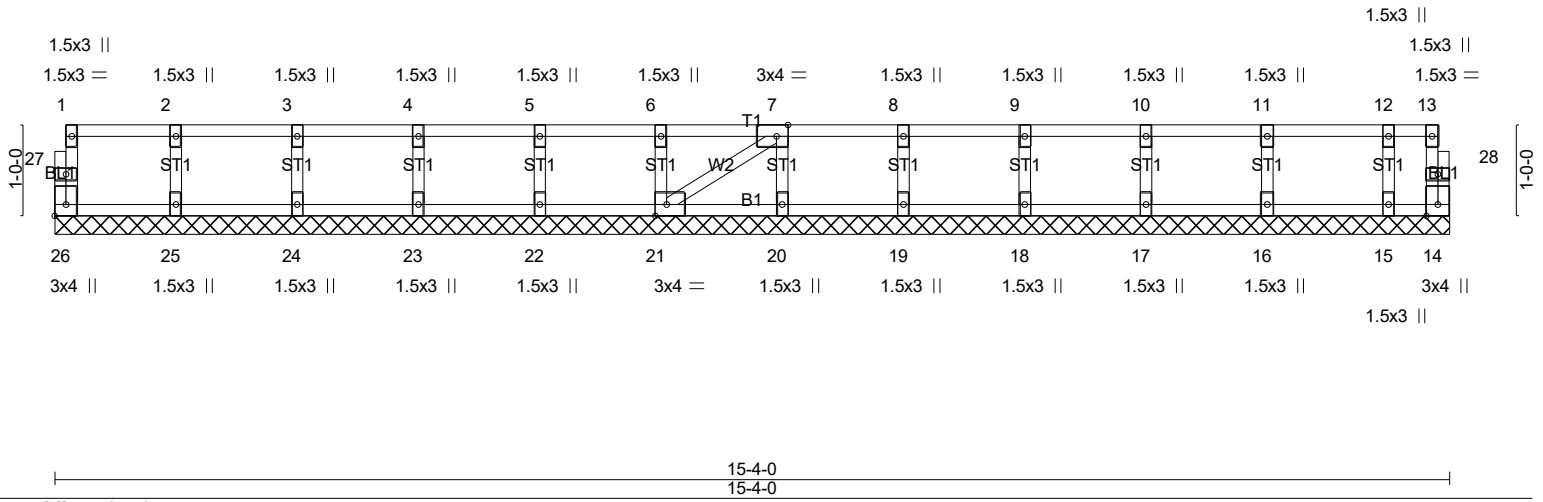 1.5x3 ||
1.5x3 || 1.5x3 ||
1.5x3 = 1.5x3 || 1.5x3 || 1.5x3 || 1.5x3 || 1.5x3 || 3x4 = 1.5x3 || 1.5x3 || 1.5x3 || 1.5x3 || 1.5x3 =
1 2 3 4 5 6 7 8 9 10 11 12 13
T1
27 28
1-0-0 BL1 ST1 ST1 ST1 ST1 ST1 W2 ST1 ST1 ST1 ST1 ST1 ST1 BL1 1-0-0
B1
26 25 24 23 22 21 20 19 18 17 16 15 14
3x4 || 1.5x3 || 1.5x3 || 1.5x3 || 1.5x3 || 3x4 = 1.5x3 || 1.5x3 || 1.5x3 || 1.5x3 || 1.5x3 || 3x4 ||
1.5x3 ||
15-4-0
15-4-0